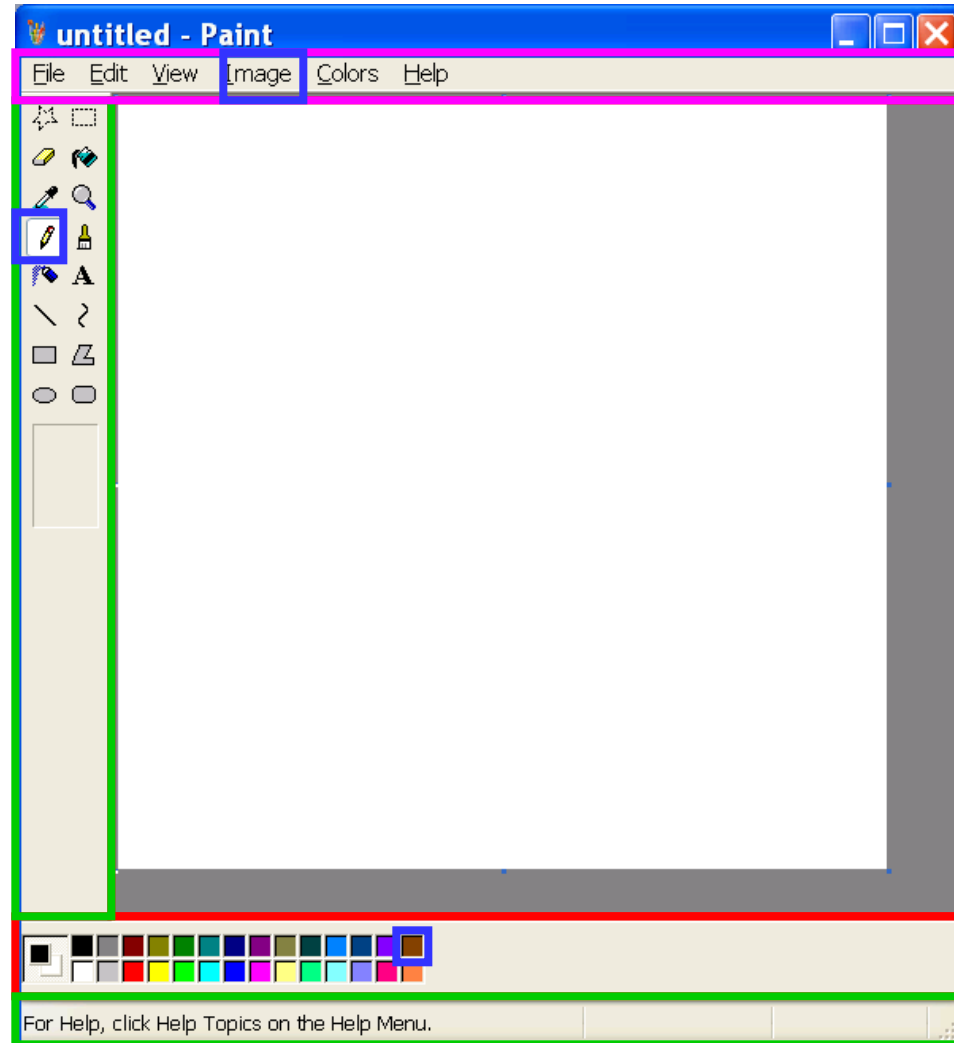 untitled - Paint
File Edit View Image Colors Help
A
For Help, click Help Topics on the Help Menu.